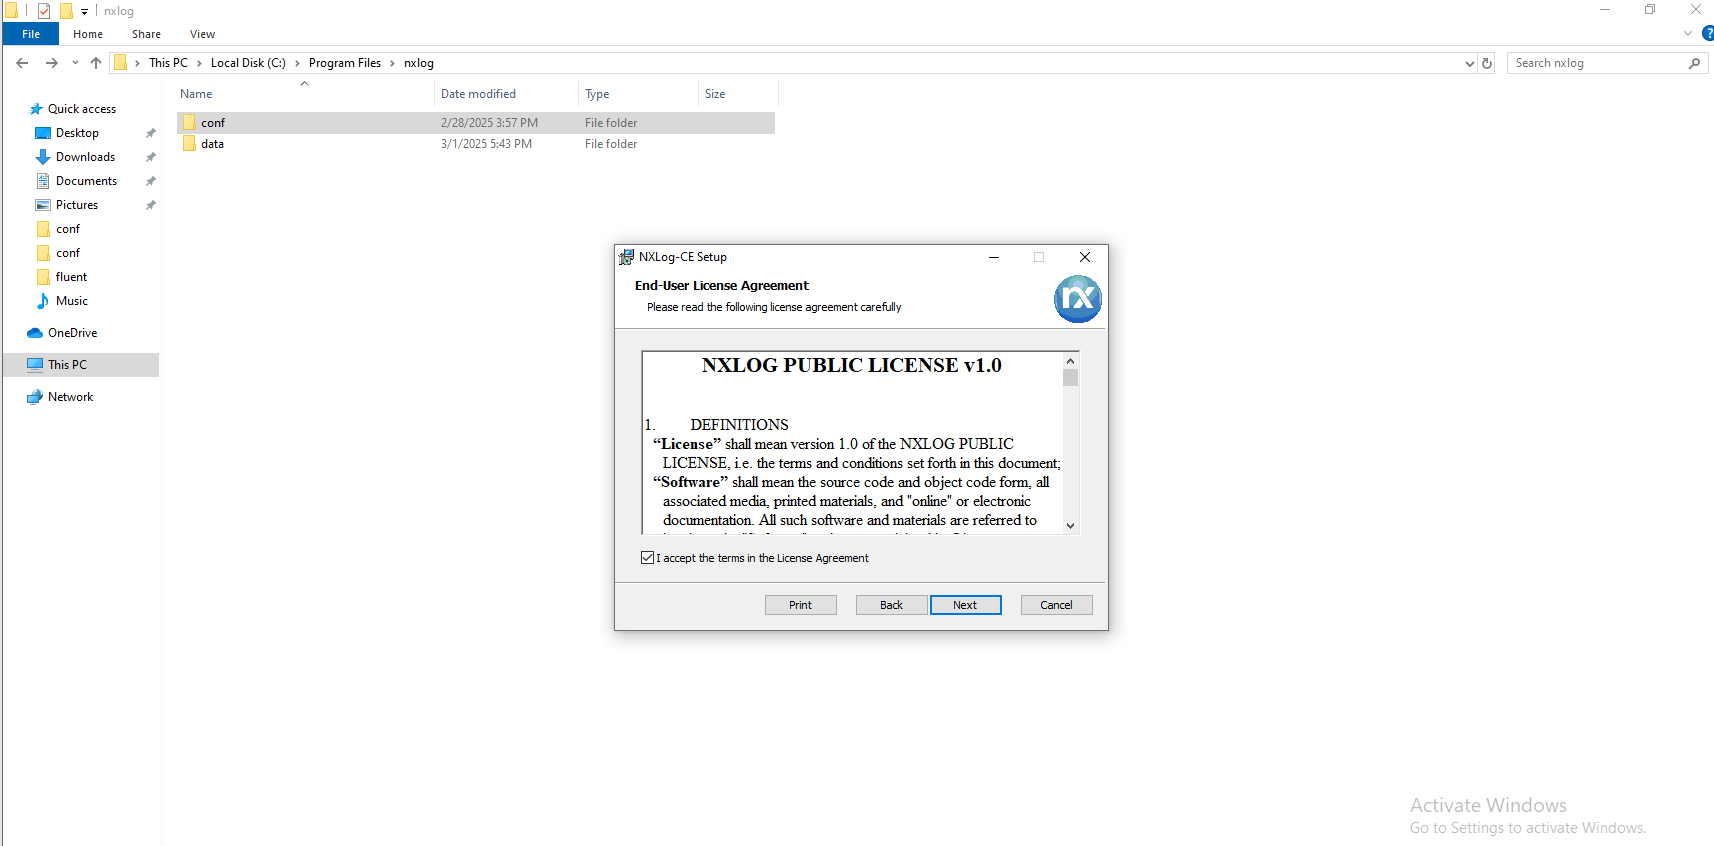 nxlog
File Home Share View
This PC Local Disk (C:) Program Files nxlog
Search nxlog
Name Date modified Type Size
Quick access
Desktop
Downloads
Documents
Pictures
conf
conf
fluent
Music
OneDrive
This PC
Network
conf 2/28/2025 3:57 PM File folder
data 3/1/2025 5:43 PM File folder
NXLog-CE Setup
End-User License Agreement
Please read the following license agreement carefully
nx
NXLOG PUBLIC LICENSE v1.0
1. DEFINITIONS
“License” shall mean version 1.0 of the NXLOG PUBLIC
LICENSE, i.e. the terms and conditions set forth in this document;
“Software” shall mean the source code and object code form, all
associated media, printed materials, and "online" or electronic
documentation. All such software and materials are referred to
I accept the terms in the License Agreement
Print Back Next Cancel
Activate Windows
Go to Settings to activate Windows.